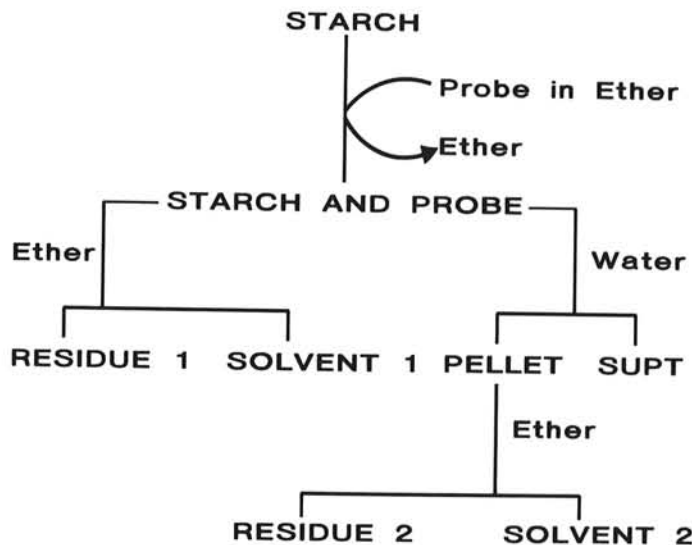 STARCH
Probe in Ether
Ether
STARCH AND PROBE
Ether
Water
RESIDUE 1 SOLVENT 1 PELLET SUPT
Ether
RESIDUE 2 SOLVENT 2